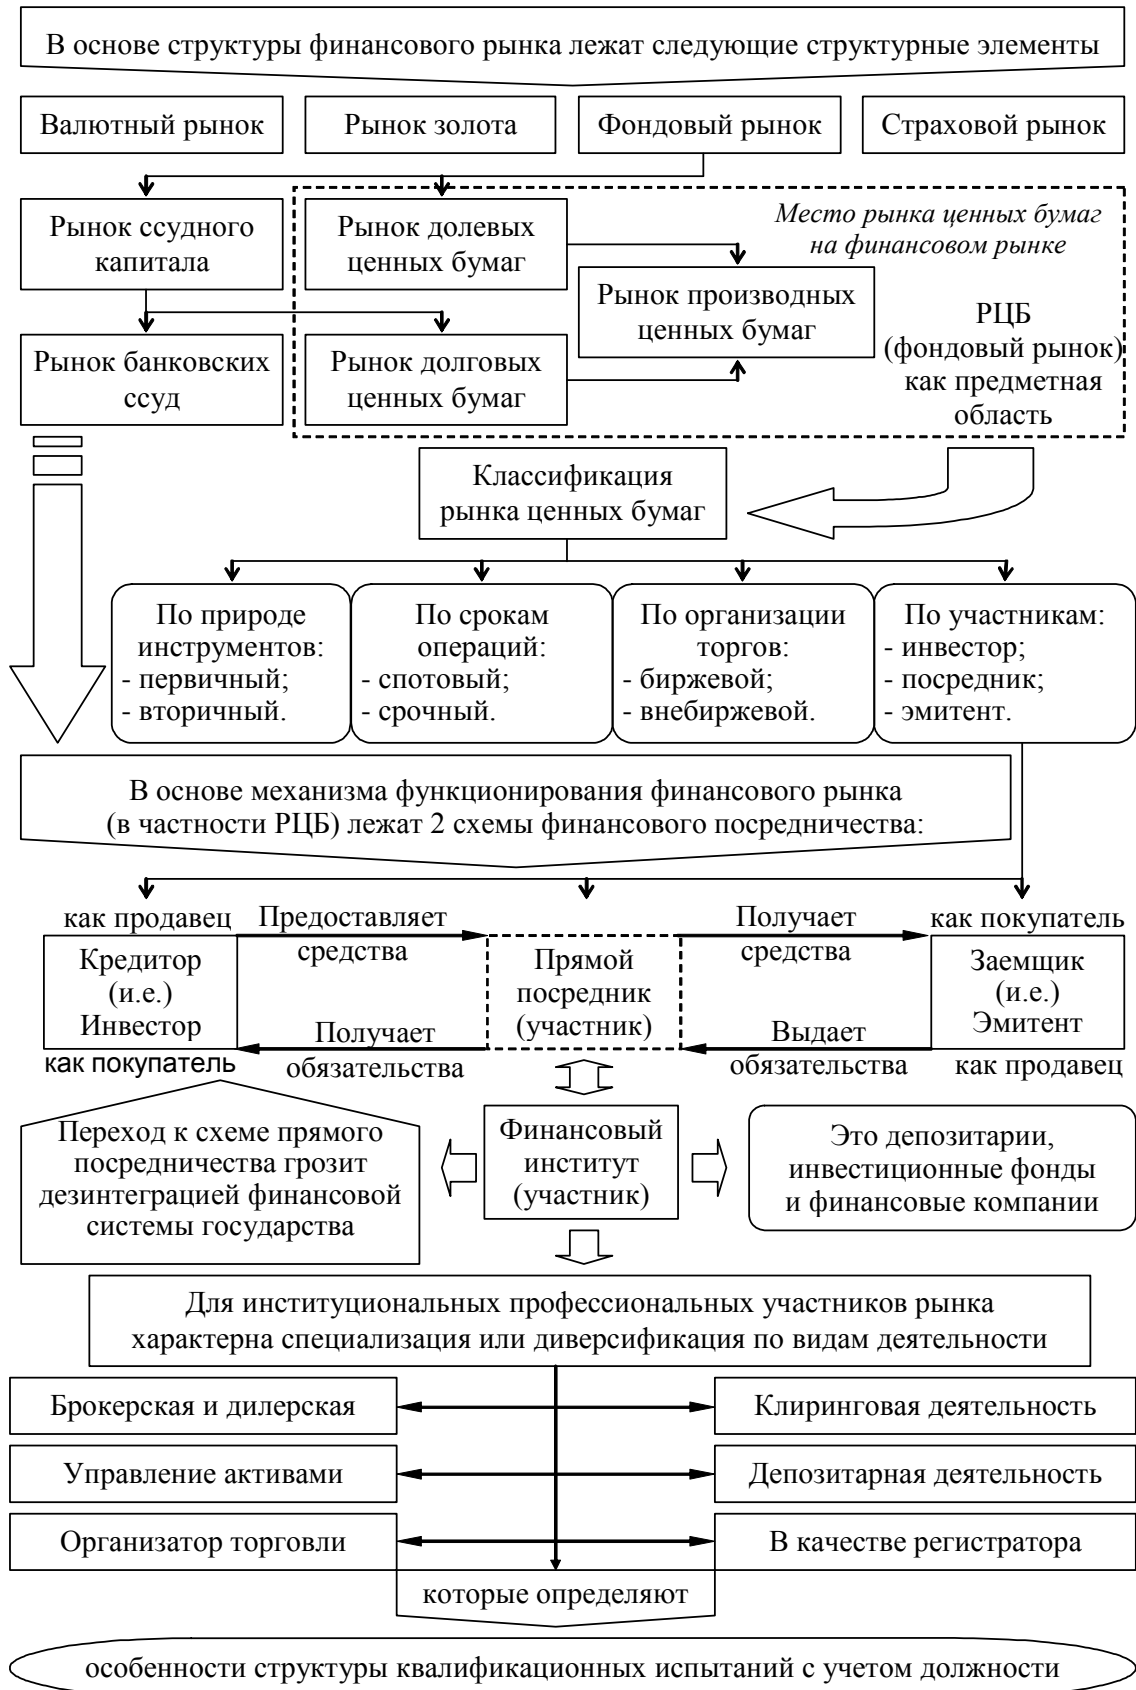 В основе структуры финансового рынка лежат следующие структурные элементы
Валютный рынок
Рынок золота
Фондовый рынок
Страховой рынок
Рынок ссудного
капитала
Рынок долевых
ценных бумаг
Место рынка ценных бумаг
на финансовом рынке
Рынок производных
ценных бумаг
РЦБ
(фондовый рынок)
как предметная
область
Рынок банковских
ссуд
Рынок долговых
ценных бумаг
Классификация
рынка ценных бумаг
По природе
инструментов:
- первичный;
- вторичный.
По срокам
операций:
- спотовый;
- срочный.
По организации
торгов:
- биржевой;
- внебиржевой.
По участникам:
- инвестор;
- посредник;
- эмитент.
В основе механизма функционирования финансового рынка
(в частности РЦБ) лежат 2 схемы финансового посредничества:
как продавец
Предоставляет
средства
Получает
средства
как покупатель
Кредитор
(и.е.)
Инвестор
Прямой
посредник
(участник)
Заемщик
(и.е.)
Эмитент
Получает
обязательства
Выдает
обязательства
как покупатель
как продавец
Переход к схеме прямого
посредничества грозит
дезинтеграцией финансовой
системы государства
Финансовый
институт
(участник)
Это депозитарии,
инвестиционные фонды
и финансовые компании
Для институциональных профессиональных участников рынка
характерна специализация или диверсификация по видам деятельности
Брокерская и дилерская
Клиринговая деятельность
Управление активами
Депозитарная деятельность
Организатор торговли
В качестве регистратора
которые определяют
особенности структуры квалификационных испытаний с учетом должности